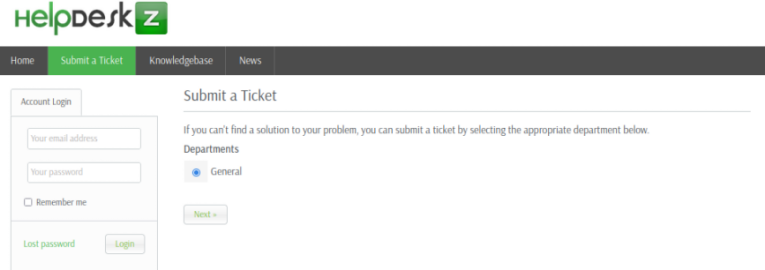 HelpDesk Z
Home Submit a Ticket Knowledgebase News
Account Login
Your email address
Your password
Remember me
Lost password Login
Submit a Ticket
If you can't find a solution to your problem, you can submit a ticket by selecting the appropriate department below.
Departments
General
Next »